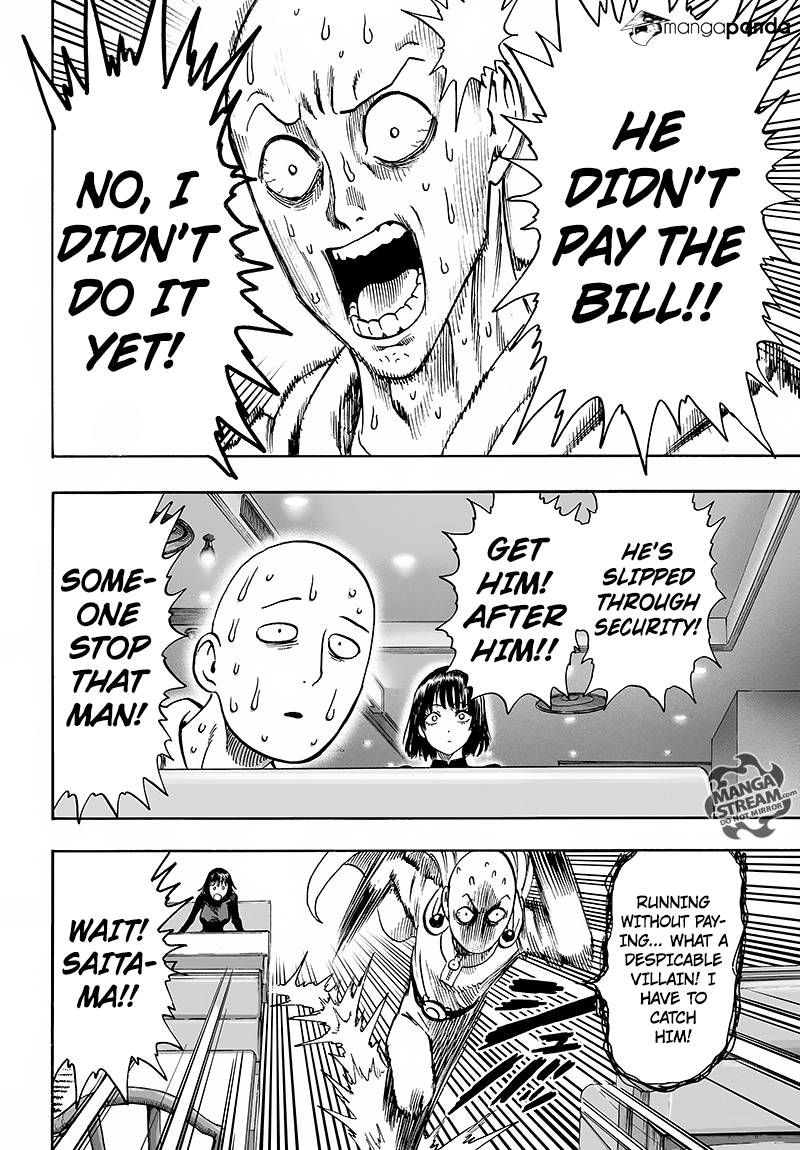 mangapanda
HE
DIDN'T
PAY THE
BILL!!
NO, I
DIDN'T
DO IT
YET!
HE'S
SLIPPED
THROUGH
SECURITY!
GET
HIM!
AFTER
HIM!!
SOME-
ONE STOP
THAT
MAN!
MANGA
STREAM.com
DO NOT MIRROR
RUNNING
WITHOUT PAY-
ING... WHAT A
DESPICABLE
VILLAIN! I
HAVE TO
CATCH
HIM!
WAIT!
SAITA-
MA!!